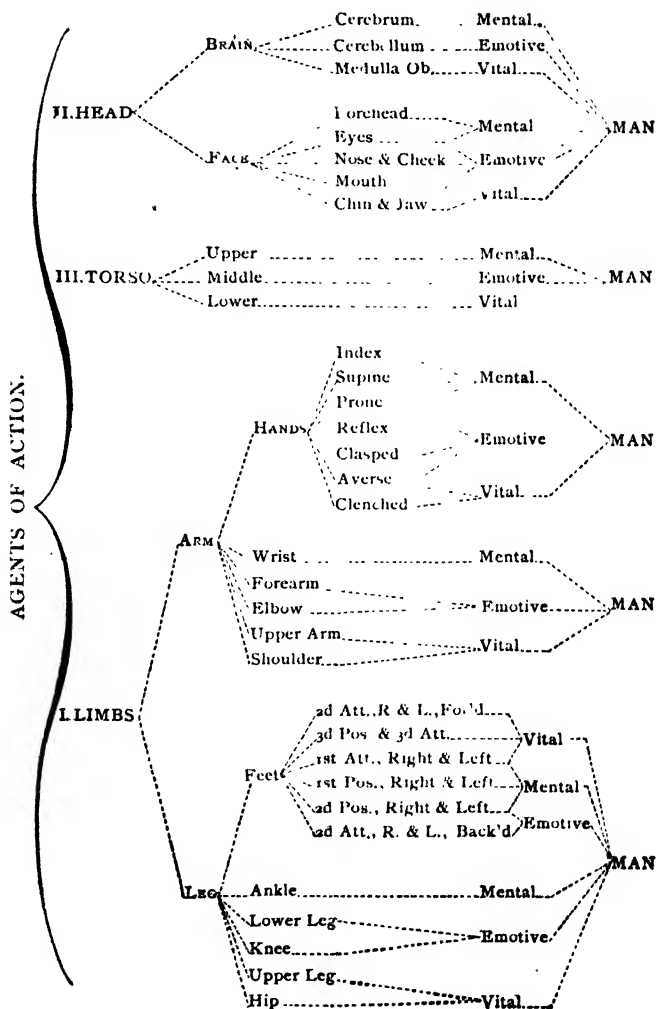 Cerebrum Mental
BRAIN Cerebellum Emotive
Medulla Ob. Vital
II. HEAD MAN
Forehead
Eyes Mental
FACE Nose & Cheek Emotive
Mouth
Chin & Jaw Vital
Upper Mental
III. TORSO Middle Emotive MAN
Lower Vital
AGENTS OF ACTION.
Index
Supine Mental
Prone
HANDS Reflex
Clasped Emotive MAN
Averse
Clenched Vital
ARM
Wrist Mental
Forearm
Elbow Emotive MAN
Upper Arm Vital
Shoulder
I. LIMBS
2d Att., R & L., For'd
3d Pos. & 3d Att. Vital
Feet 1st Att., Right & Left
1st Pos., Right & Left Mental
2d Pos., Right & Left
2d Att., R. & L., Back'd Emotive
MAN
LEG Ankle Mental
Lower Leg
Knee Emotive
Upper Leg
Hip Vital